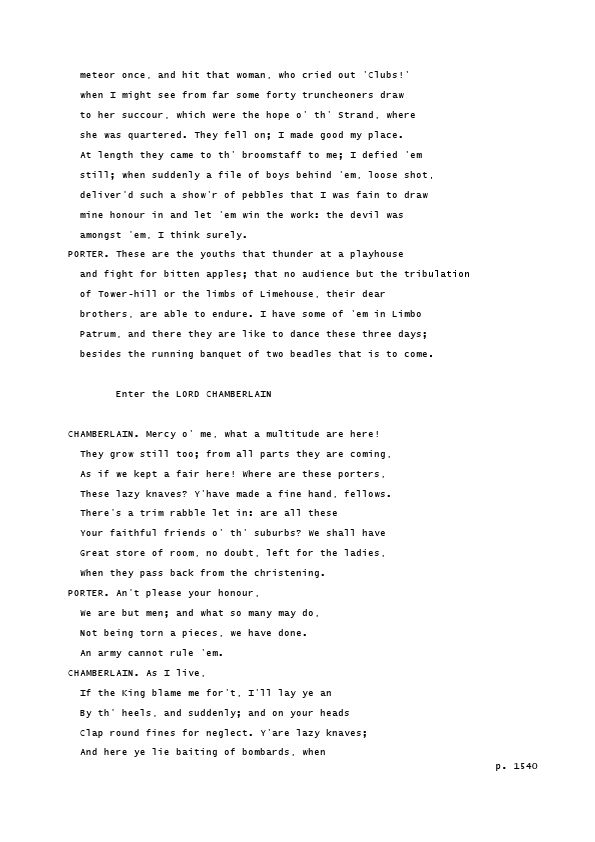 meteor once, and hit that woman, who cried out 'Clubs!'
when I might see from far some forty truncheoners draw
to her succour, which were the hope o' th' Strand, where
she was quartered. They fell on; I made good my place.
At length they came to th' broomstaff to me; I defied 'em
still; when suddenly a file of boys behind 'em, loose shot,
deliver'd such a show'r of pebbles that I was fain to draw
mine honour in and let 'em win the work: the devil was
amongst 'em, I think surely.
PORTER. These are the youths that thunder at a playhouse
and fight for bitten apples; that no audience but the tribulation
of Tower-hill or the limbs of Limehouse, their dear
brothers, are able to endure. I have some of 'em in Limbo
Patrum, and there they are like to dance these three days;
besides the running banquet of two beadles that is to come.
Enter the LORD CHAMBERLAIN
CHAMBERLAIN. Mercy o' me, what a multitude are here!
They grow still too; from all parts they are coming,
As if we kept a fair here! Where are these porters,
These lazy knaves? Y'have made a fine hand, fellows.
There's a trim rabble let in: are all these
Your faithful friends o' th' suburbs? We shall have
Great store of room, no doubt, left for the ladies,
When they pass back from the christening.
PORTER. An't please your honour,
We are but men; and what so many may do,
Not being torn a pieces, we have done.
An army cannot rule 'em.
CHAMBERLAIN. As I live,
If the King blame me for't, I'll lay ye an
By th' heels, and suddenly; and on your heads
Clap round fines for neglect. Y'are lazy knaves;
And here ye lie baiting of bombards, when
p. 1540